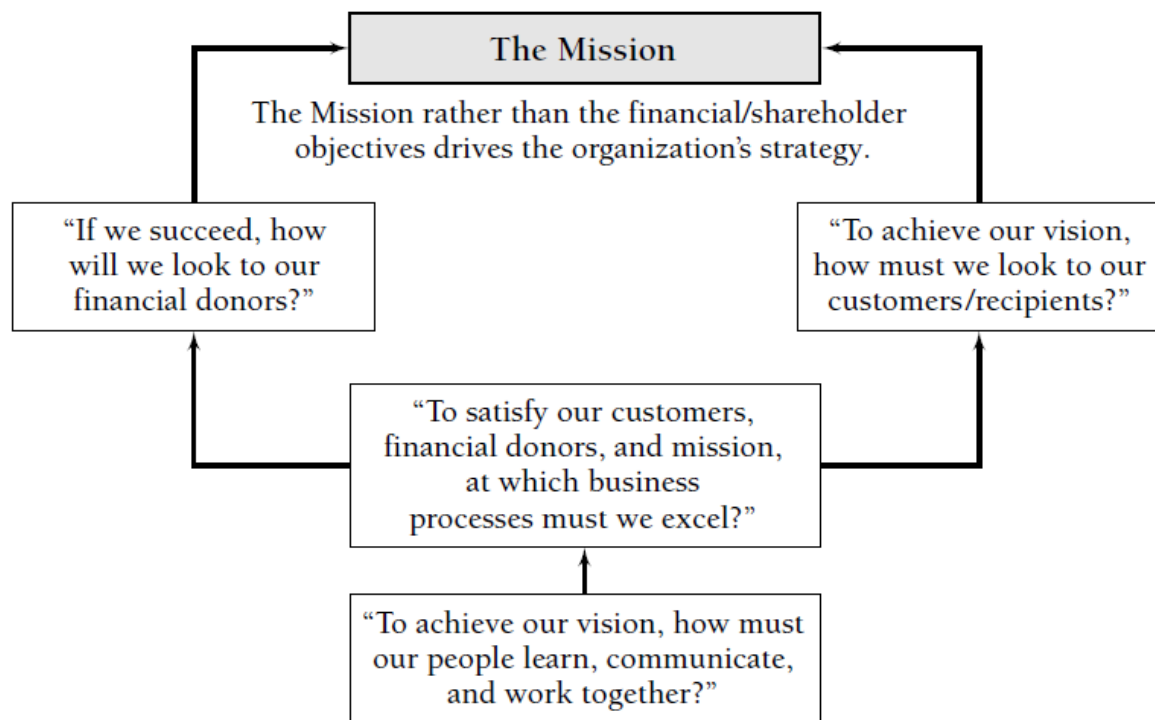 The Mission
The Mission rather than the financial/shareholder
objectives drives the organization’s strategy.
“If we succeed, how
will we look to our
financial donors?”
“To achieve our vision,
how must we look to our
customers/recipients?”
“To satisfy our customers,
financial donors, and mission,
at which business
processes must we excel?”
“To achieve our vision, how must
our people learn, communicate,
and work together?”